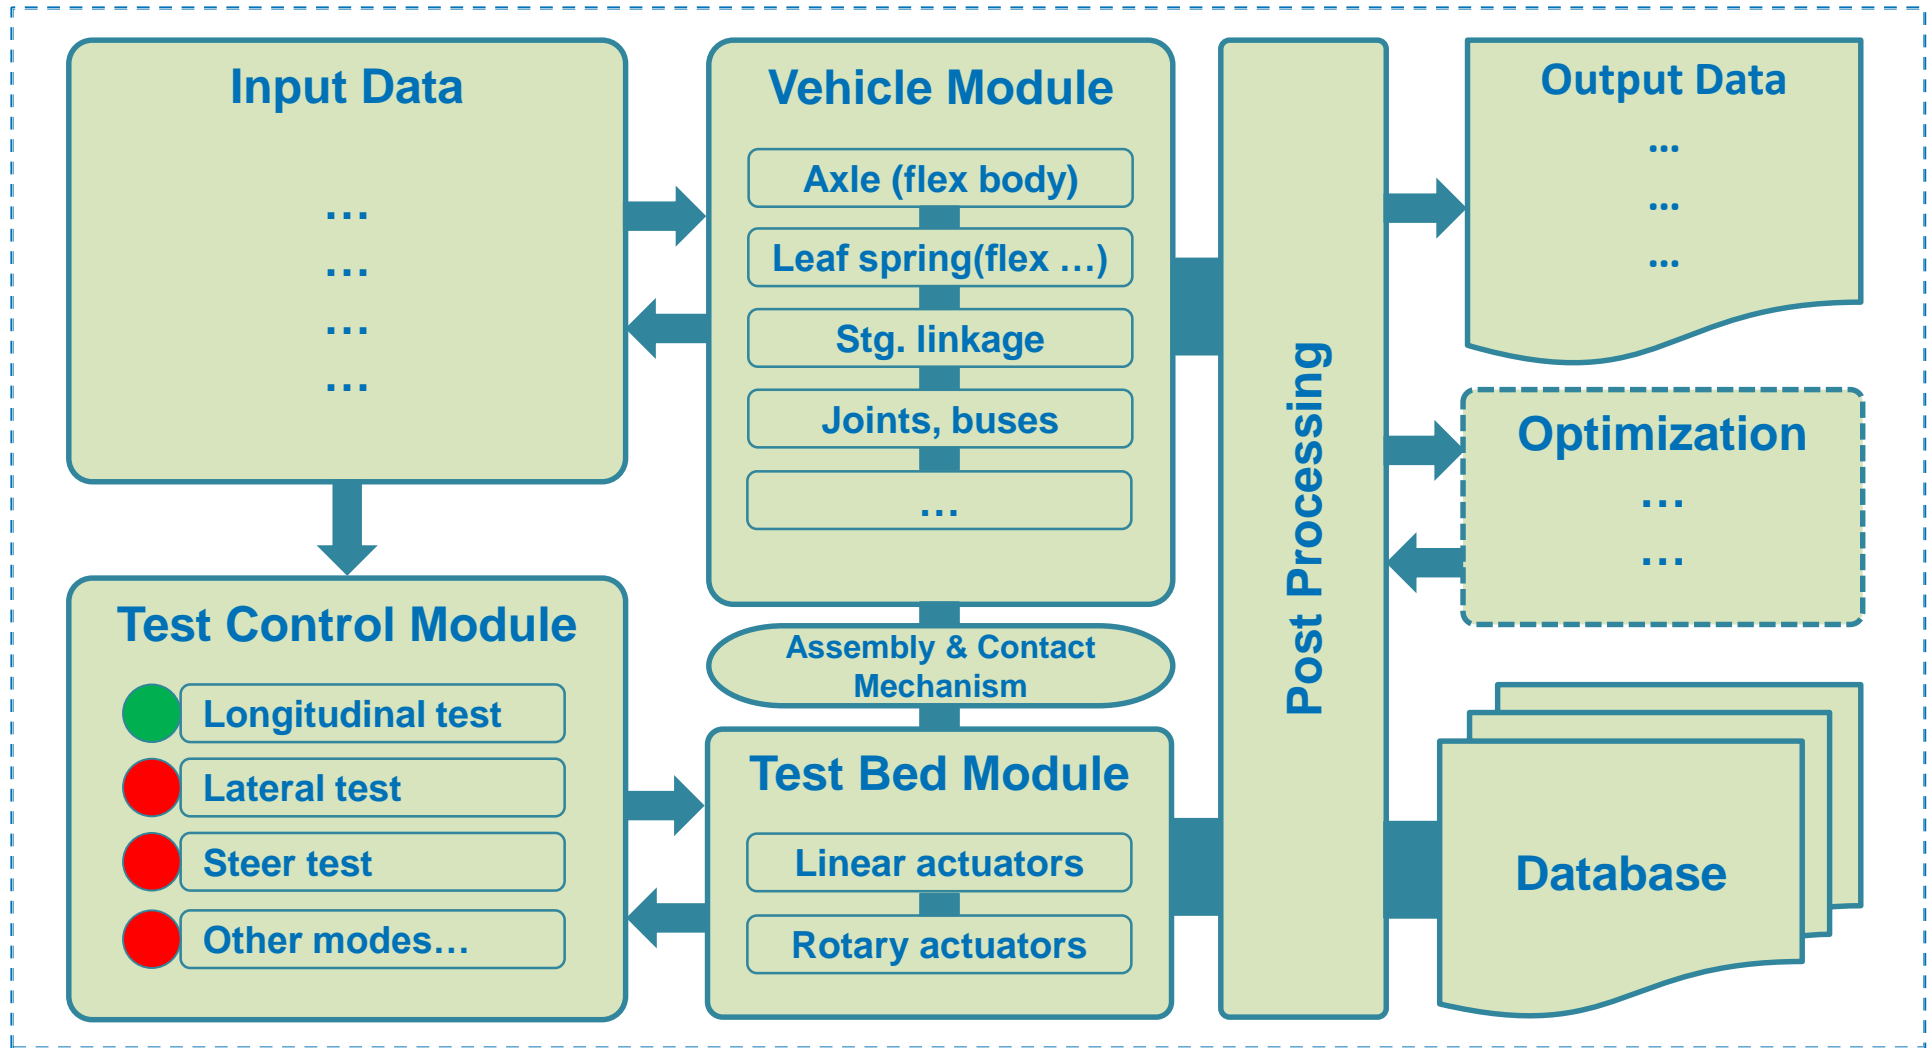 Input Data
…
…
…
…
Vehicle Module
Axle (flex body)
Leaf spring(flex …)
Stg. linkage
Joints, buses
…
Assembly & Contact
Mechanism
Test Control Module
Longitudinal test
Lateral test
Steer test
Other modes…
Test Bed Module
Linear actuators
Rotary actuators
Post Processing
Output Data
...
...
...
Optimization
…
…
Database